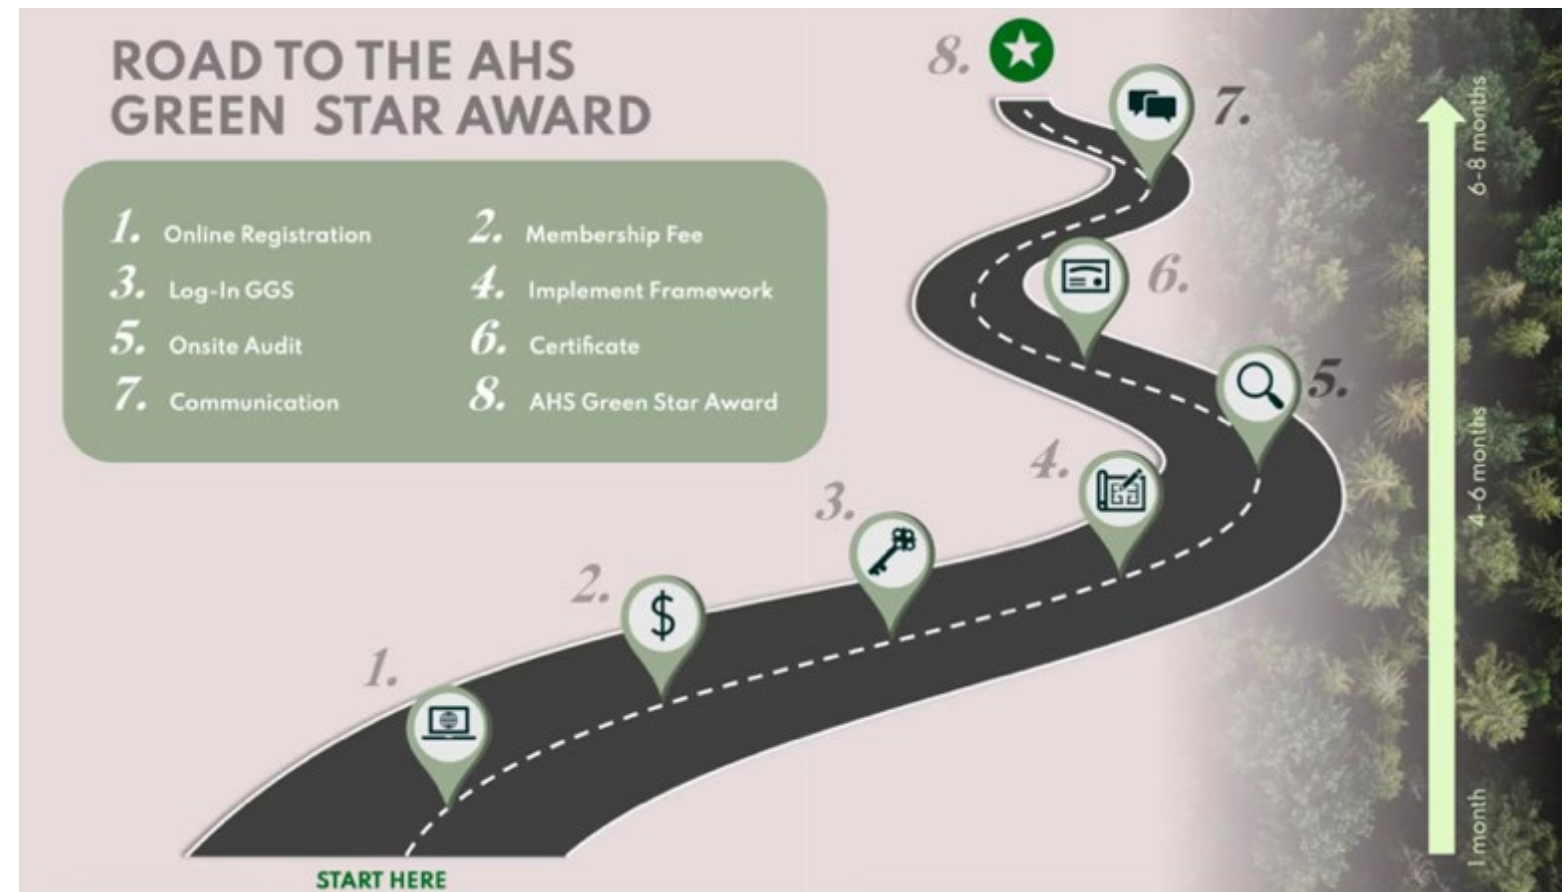 ROAD TO THE AHS
GREEN STAR AWARD
1. Online Registration
2. Membership Fee
3. Log-In GGS
4. Implement Framework
5. Onsite Audit
6. Certificate
7. Communication
8. AHS Green Star Award
8.
7.
6.
5.
4.
3.
2.
1.
$
START HERE
6-8 months
4-6 months
1 month